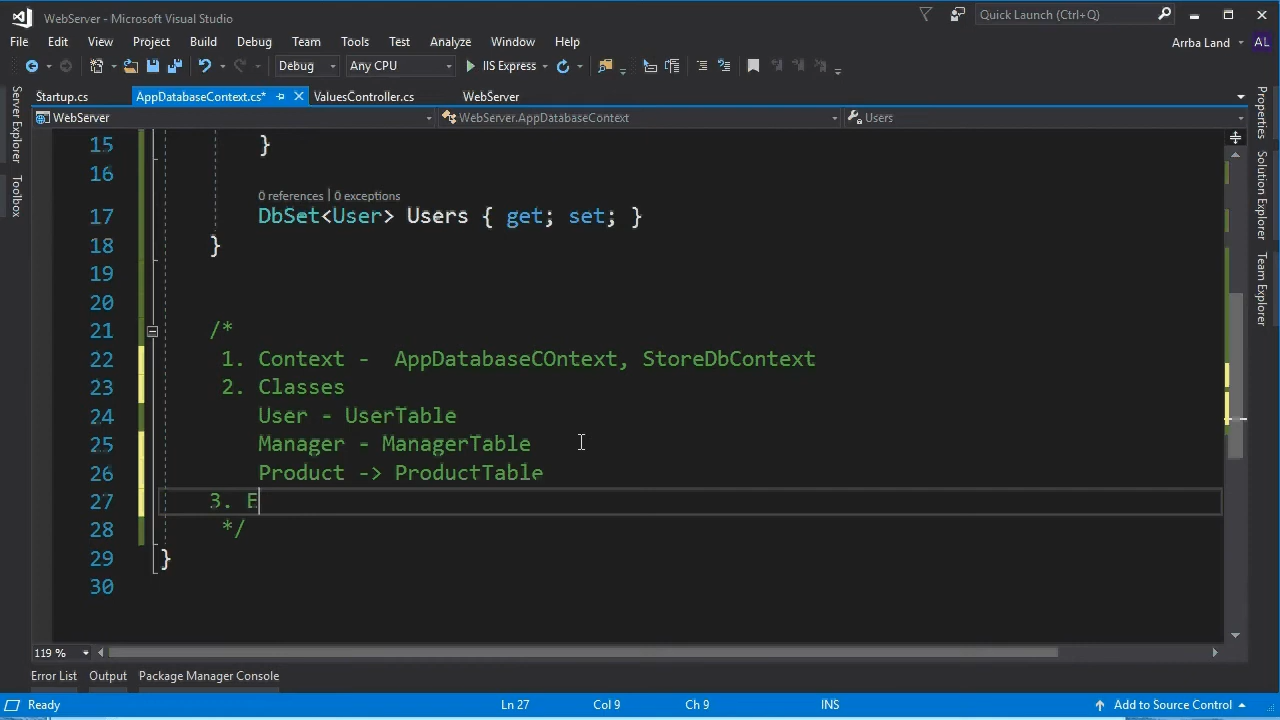 WebServer - Microsoft Visual Studio
Quick Launch (Ctrl+Q)
File Edit View Project Build Debug Team Tools Test Analyze Window Help
Arrba Land AL
Debug Any CPU IIS Express
Startup.cs AppDatabaseContext.cs* ValuesController.cs WebServer
WebServer WebServer.AppDatabaseContext Users
Server Explorer
Toolbox
Properties
Solution Explorer
Team Explorer
15 }
16
0 references | 0 exceptions
17 DbSet<User> Users { get; set; }
18 }
19
20
21 /*
22 1. Context - AppDatabaseCOntext, StoreDbContext
23 2. Classes
24 User - UserTable
25 Manager - ManagerTable
26 Product -> ProductTable
27 3. E
28 */
29 }
30
119 %
Error List Output Package Manager Console
Ready Ln 27 Col 9 Ch 9 INS Add to Source Control